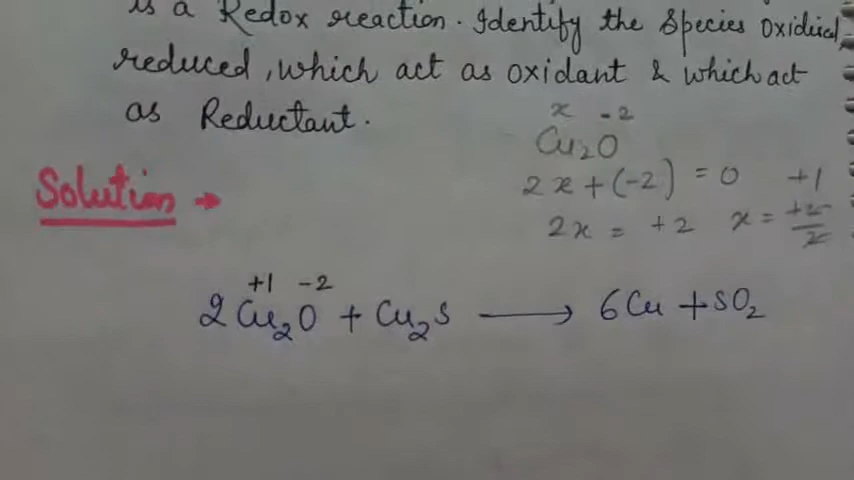 is a Redox reaction. Identify the Species oxidised,
reduced, which act as oxidant & which act
as Reductant.
x -2
Cu₂O
2x+(-2) = 0 +1
2x = +2 x = +2/2
Solution →
+1 -2
2Cu₂O + Cu₂S ⟶ 6Cu + SO₂